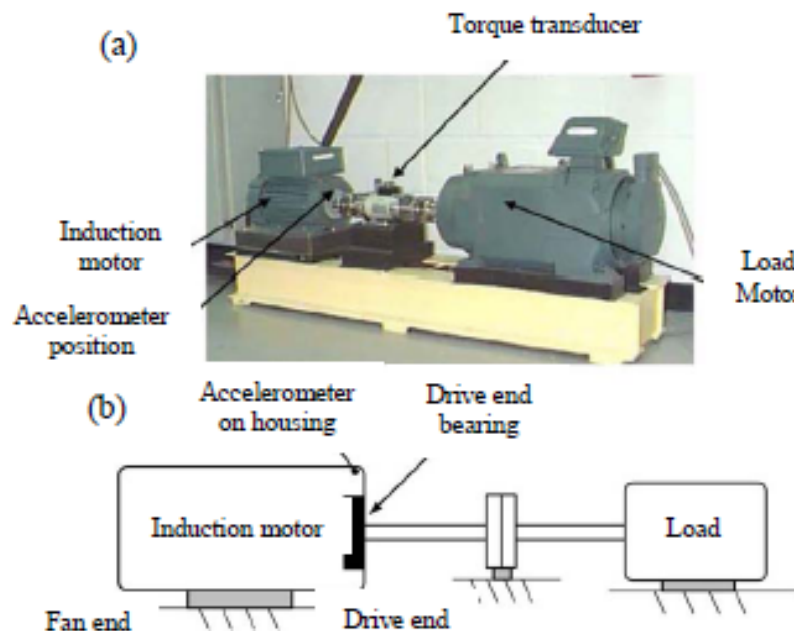 (a)
Torque transducer
Induction
motor
Accelerometer
position
Load
Motor
(b)
Accelerometer
on housing
Drive end
bearing
Induction motor
Load
Fan end
Drive end